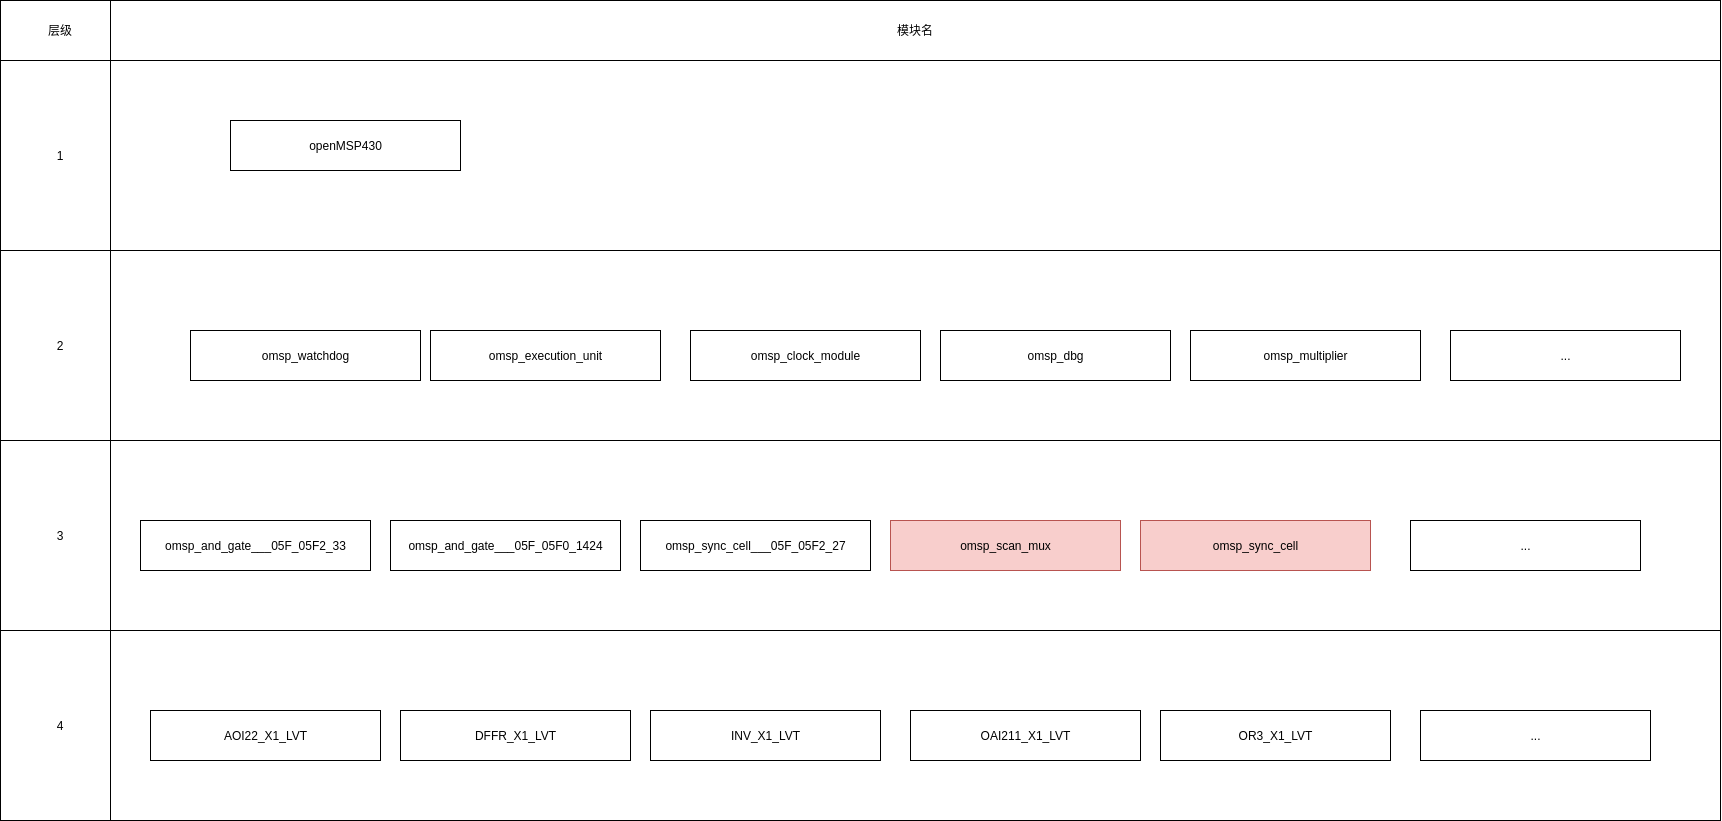 层级
模块名
1
openMSP430
2
omsp_watchdog
omsp_execution_unit
omsp_clock_module
omsp_dbg
omsp_multiplier
...
3
omsp_and_gate___05F_05F2_33
omsp_and_gate___05F_05F0_1424
omsp_sync_cell___05F_05F2_27
omsp_scan_mux
omsp_sync_cell
...
4
AOI22_X1_LVT
DFFR_X1_LVT
INV_X1_LVT
OAI211_X1_LVT
OR3_X1_LVT
...